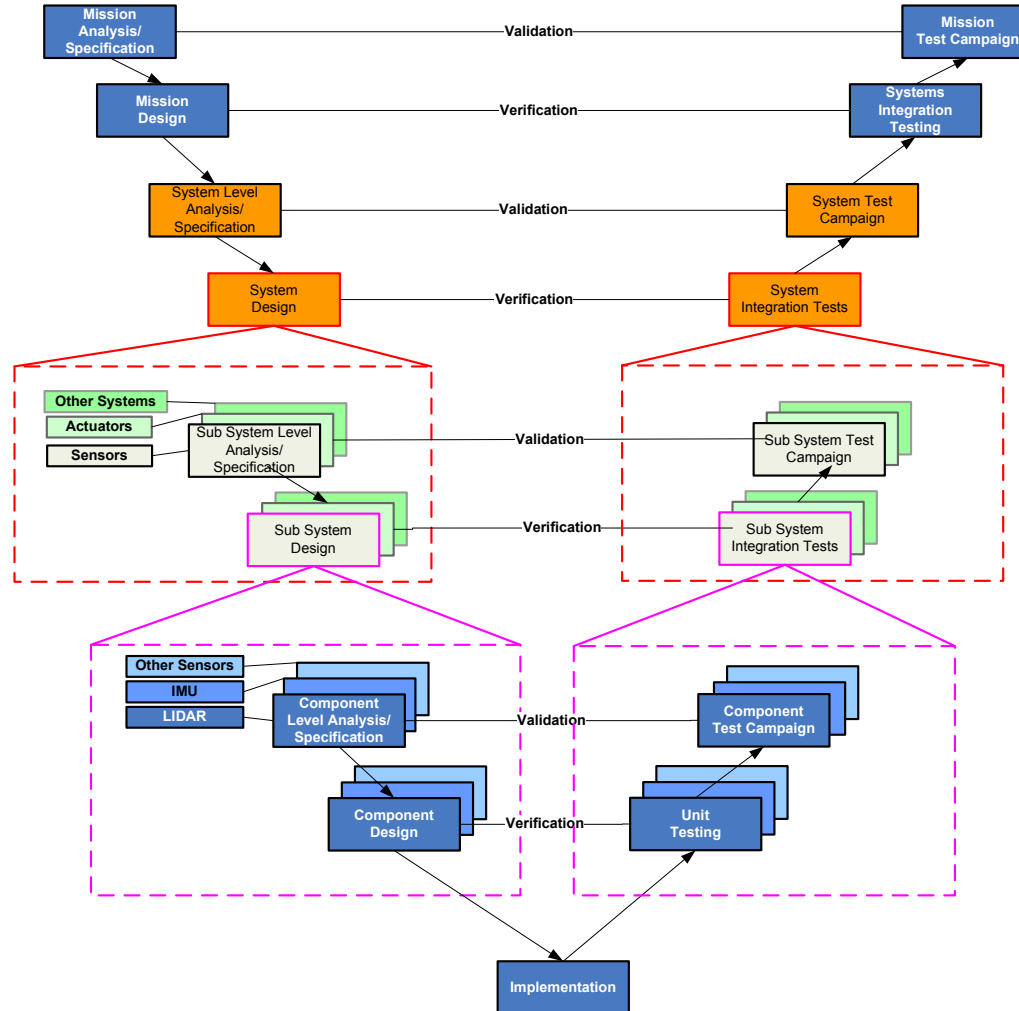 Mission
Analysis/
Specification
Validation
Mission
Test Campaign
Mission
Design
Verification
Systems
Integration
Testing
System Level
Analysis/
Specification
Validation
System Test
Campaign
System
Design
Verification
System
Integration Tests
Other Systems
Actuators
Sensors
Sub System Level
Analysis/
Specification
Validation
Sub System Test
Campaign
Sub System
Design
Verification
Sub System
Integration Tests
Other Sensors
IMU
LIDAR
Component
Level Analysis/
Specification
Validation
Component
Test Campaign
Component
Design
Verification
Unit
Testing
Implementation